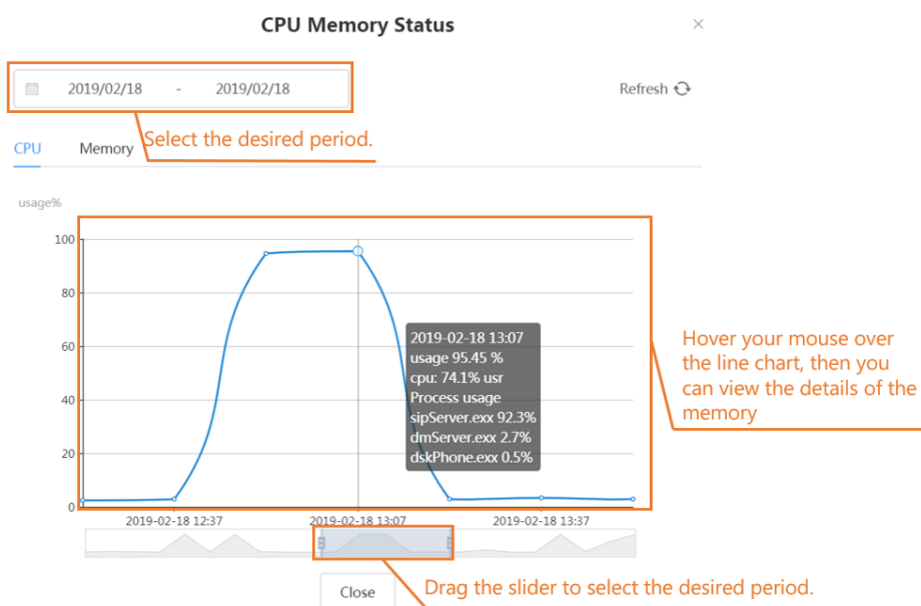 CPU Memory Status
2019/02/18 - 2019/02/18
Refresh
Select the desired period.
CPU Memory
usage%
100
80
60
40
20
0
2019-02-18 13:07
usage 95.45 %
cpu: 74.1% usr
Process usage
sipServer.exx 92.3%
dmServer.exx 2.7%
dskPhone.exx 0.5%
Hover your mouse over
the line chart, then you
can view the details of the
memory
2019-02-18 12:37 2019-02-18 13:07 2019-02-18 13:37
Close
Drag the slider to select the desired period.